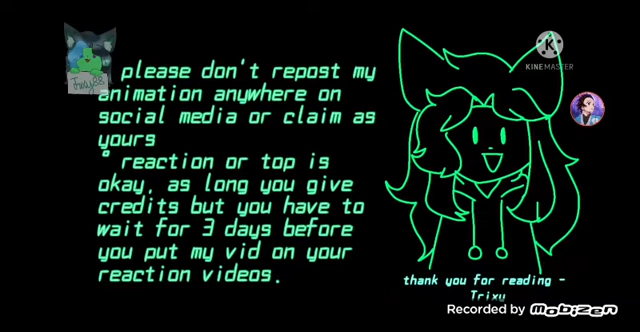 please don't repost my
animation anywhere on
social media or claim as
yours
° reaction or top is
okay, as long you give
credits but you have to
wait for 3 days before
you put my vid on your
reaction videos.
thank you for reading -
Trixy
KINEMASTER
Recorded by mobizen